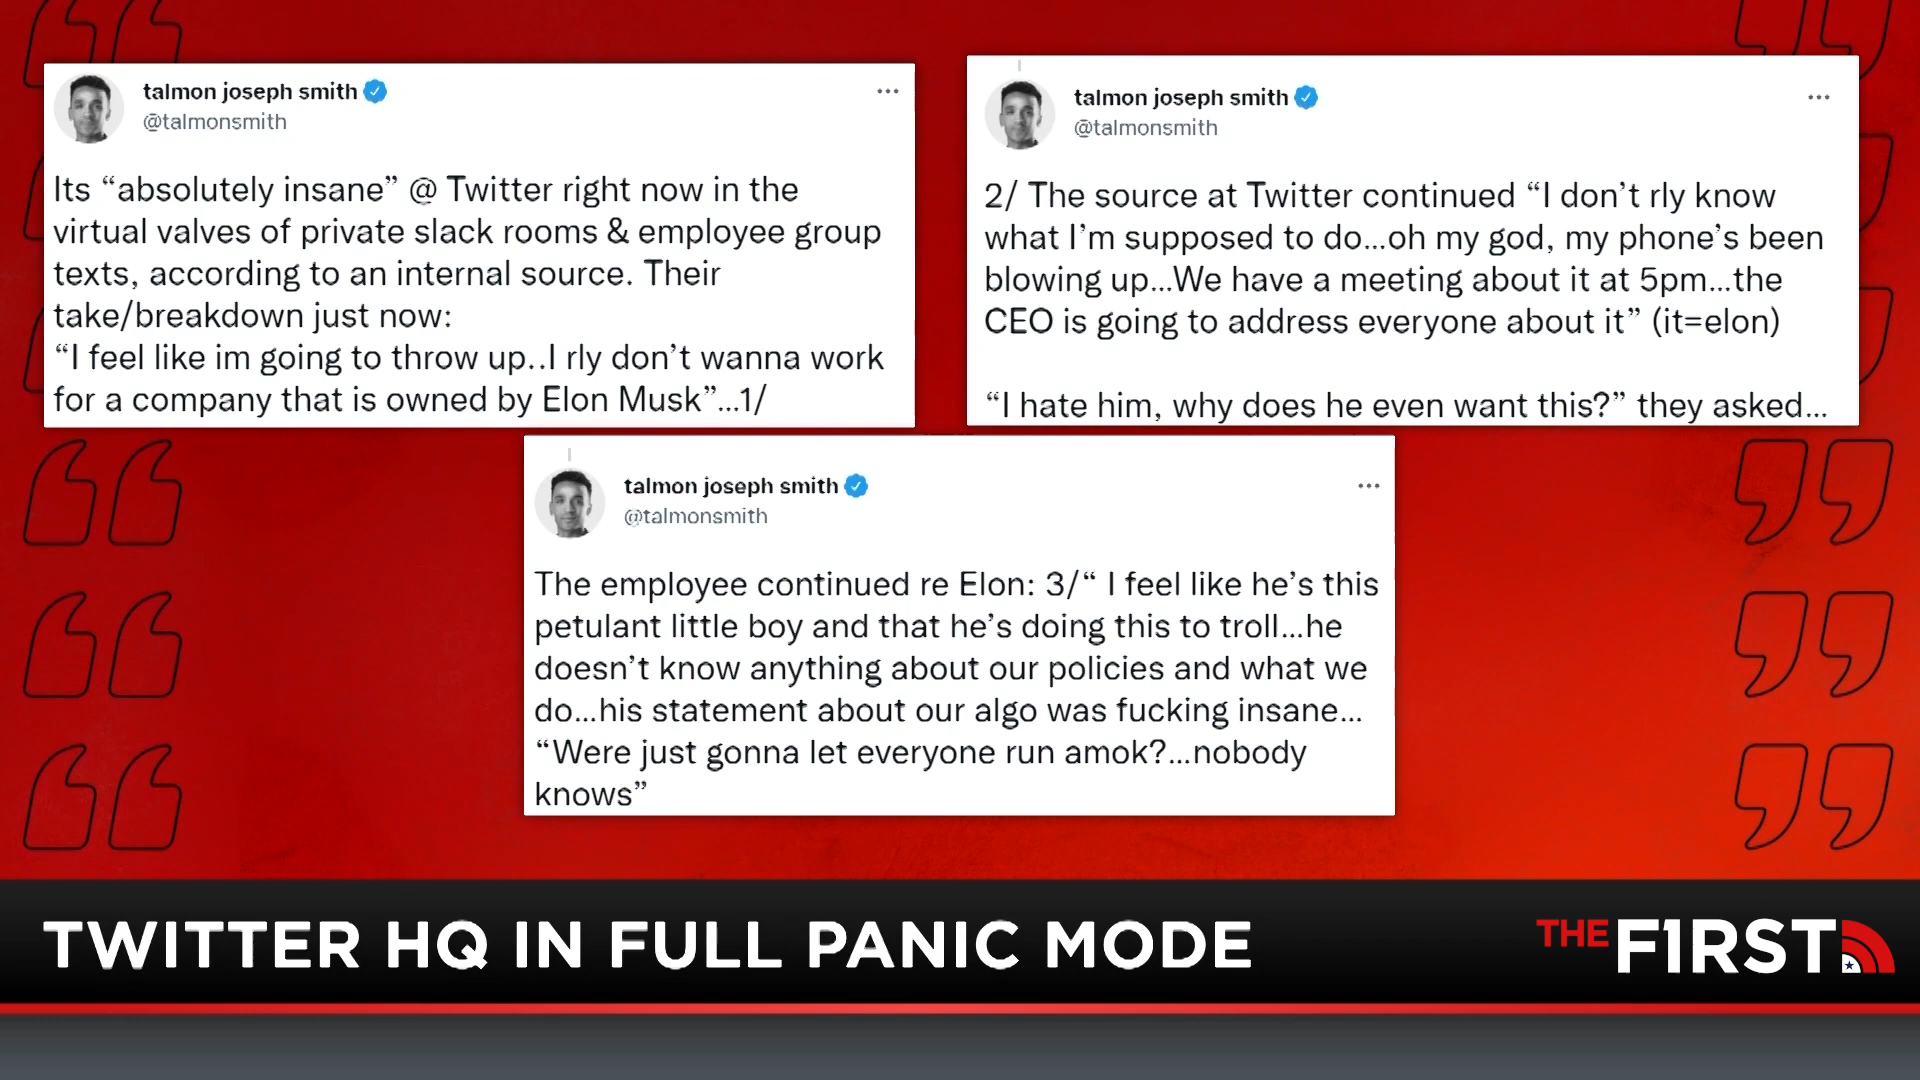 talmon joseph smith
@talmonsmith
Its “absolutely insane” @ Twitter right now in the
virtual valves of private slack rooms & employee group
texts, according to an internal source. Their
take/breakdown just now:
“I feel like im going to throw up..I rly don’t wanna work
for a company that is owned by Elon Musk”...1/
talmon joseph smith
@talmonsmith
2/ The source at Twitter continued “I don’t rly know
what I’m supposed to do...oh my god, my phone’s been
blowing up...We have a meeting about it at 5pm...the
CEO is going to address everyone about it” (it=elon)
“I hate him, why does he even want this?” they asked...
talmon joseph smith
@talmonsmith
The employee continued re Elon: 3/“ I feel like he’s this
petulant little boy and that he’s doing this to troll...he
doesn’t know anything about our policies and what we
do...his statement about our algo was fucking insane...
“Were just gonna let everyone run amok?...nobody
knows”
TWITTER HQ IN FULL PANIC MODE
THE F1RST